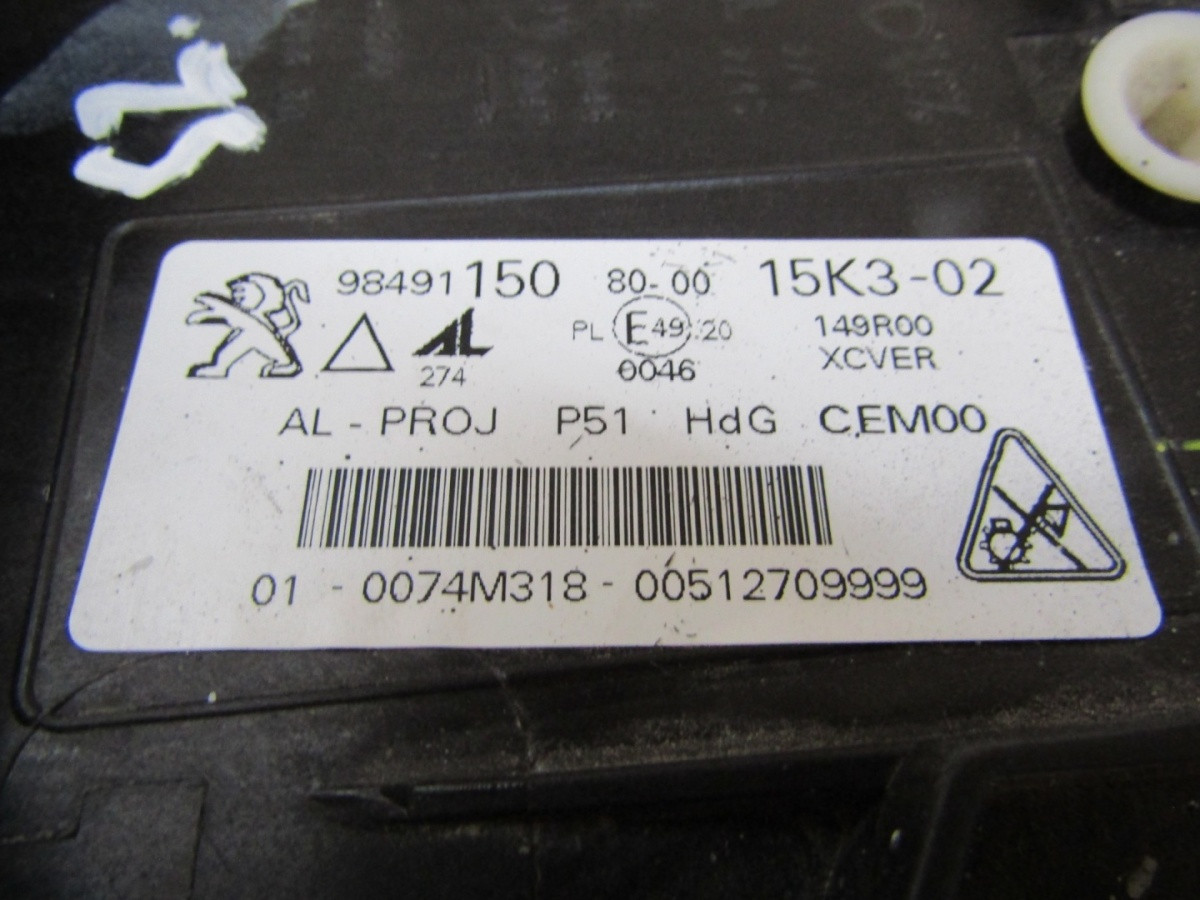 98491150 80-00 15K3-02
PL E49 20 149R00
AL 0046 XCVER
274
AL - PROJ P51 HdG CEM00
01 - 0074M318 - 00512709999